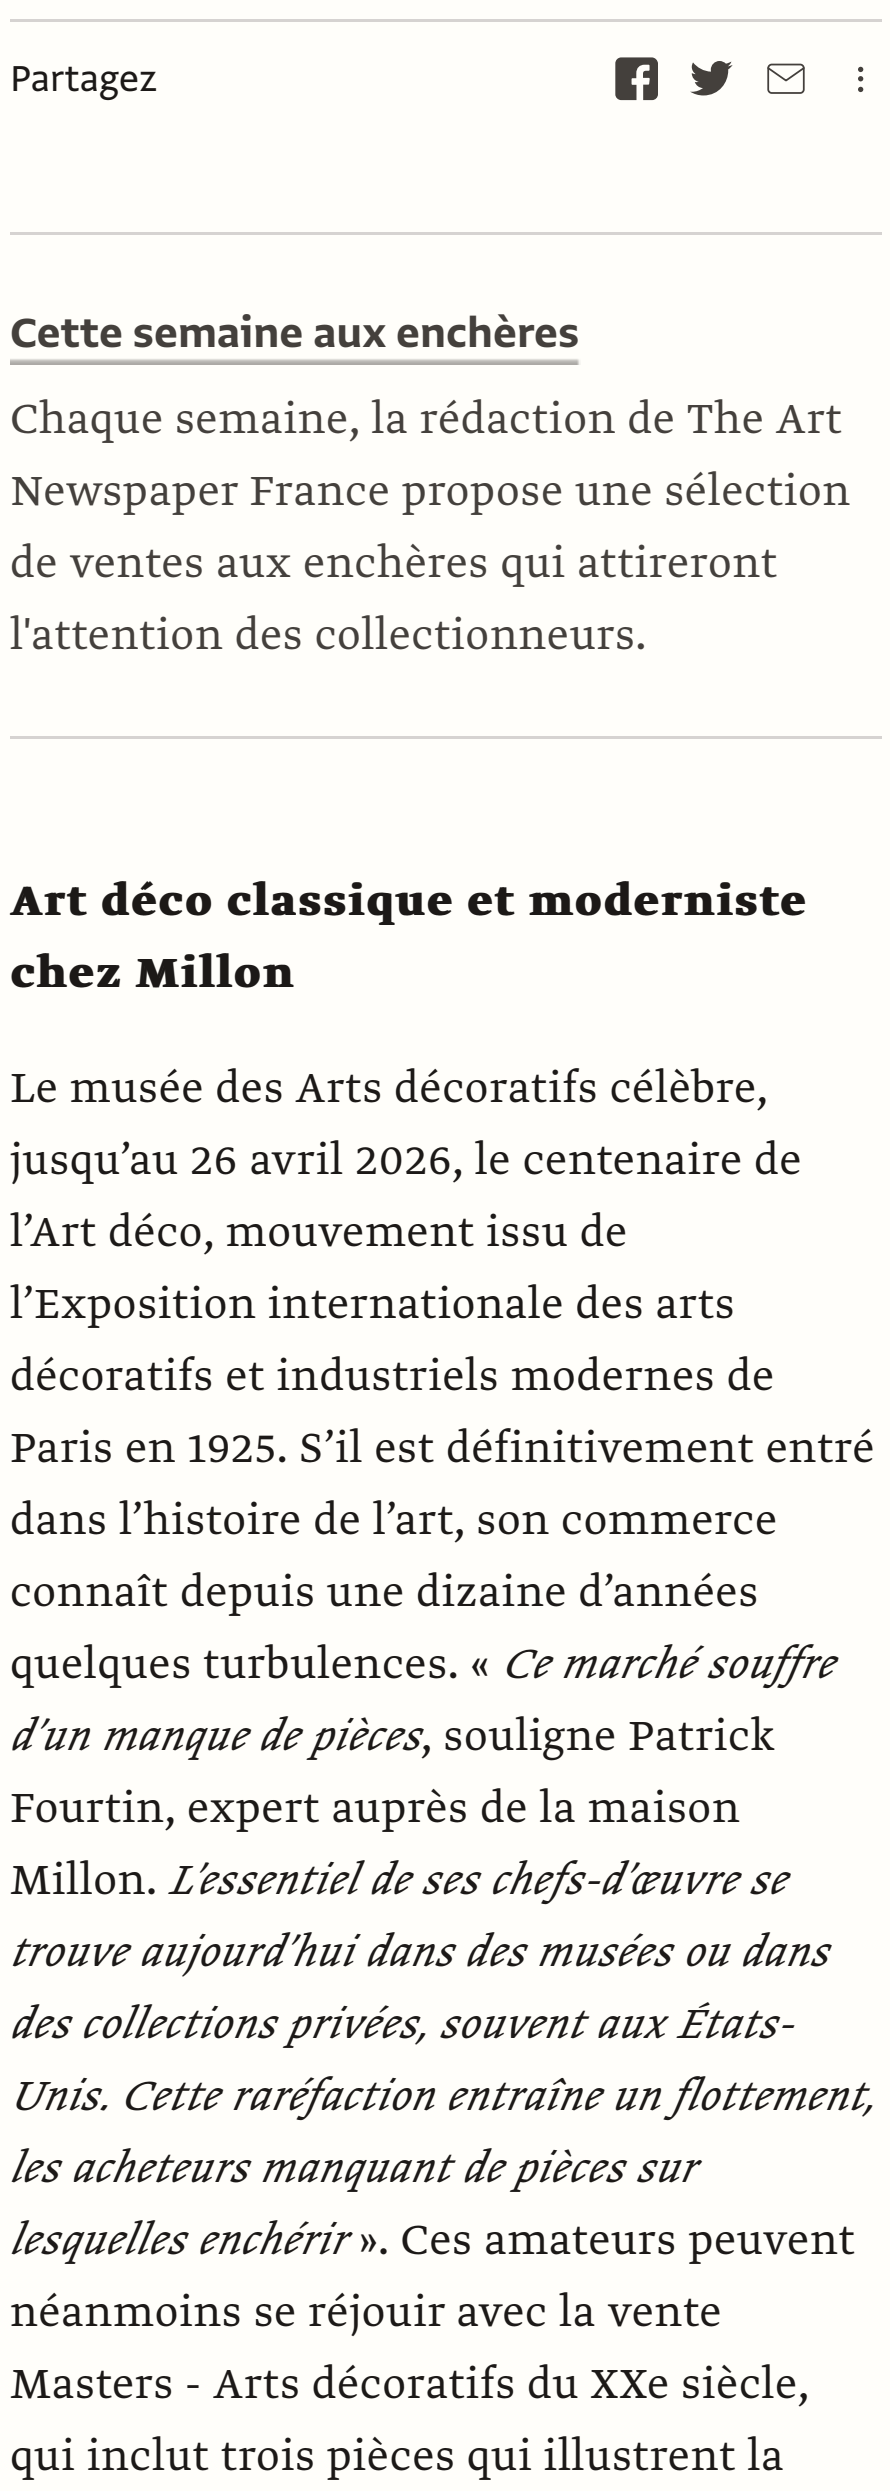 Partagez
Cette semaine aux enchères
Chaque semaine, la rédaction de The Art
Newspaper France propose une sélection
de ventes aux enchères qui attireront
l'attention des collectionneurs.
Art déco classique et moderniste
chez Millon
Le musée des Arts décoratifs célèbre,
jusqu’au 26 avril 2026, le centenaire de
l’Art déco, mouvement issu de
l’Exposition internationale des arts
décoratifs et industriels modernes de
Paris en 1925. S’il est définitivement entré
dans l’histoire de l’art, son commerce
connaît depuis une dizaine d’années
quelques turbulences. « Ce marché souffre
d’un manque de pièces, souligne Patrick
Fourtin, expert auprès de la maison
Millon. L’essentiel de ses chefs-d’œuvre se
trouve aujourd’hui dans des musées ou dans
des collections privées, souvent aux États-
Unis. Cette raréfaction entraîne un flottement,
les acheteurs manquant de pièces sur
lesquelles enchérir ». Ces amateurs peuvent
néanmoins se réjouir avec la vente
Masters - Arts décoratifs du XXe siècle,
qui inclut trois pièces qui illustrent la